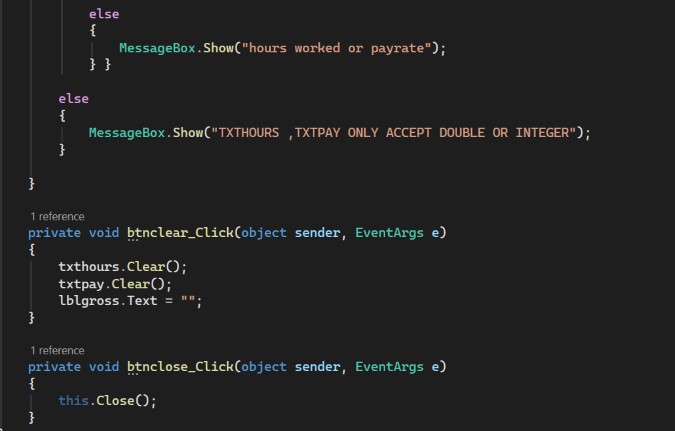 else
{
MessageBox.Show("hours worked or payrate");
} }
else
{
MessageBox.Show("TXTHOURS ,TXTPAY ONLY ACCEPT DOUBLE OR INTEGER");
}
}
1 reference
private void btnclear_Click(object sender, EventArgs e)
{
txthours.Clear();
txtpay.Clear();
lblgross.Text = "";
}
1 reference
private void btnclose_Click(object sender, EventArgs e)
{
this.Close();
}